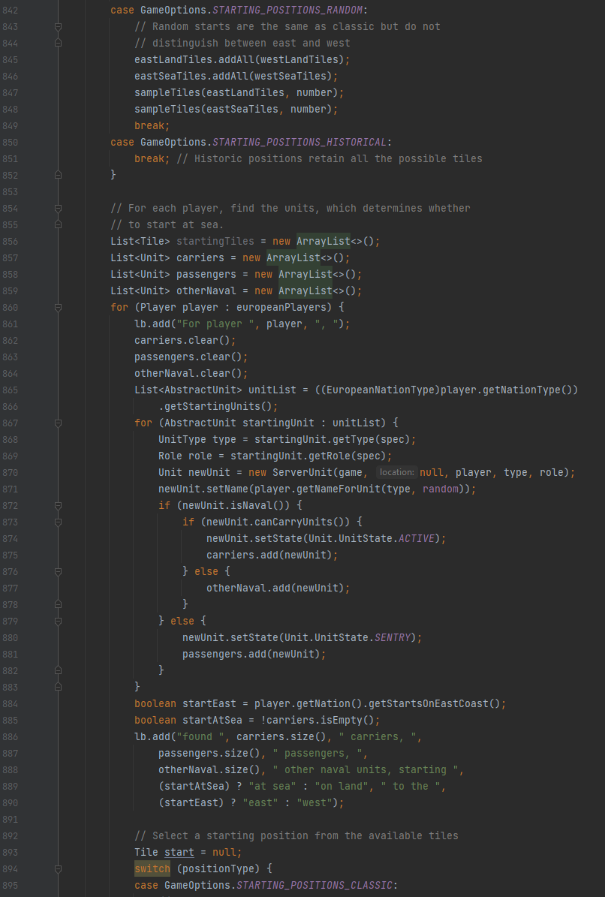 842 case GameOptions.STARTING_POSITIONS_RANDOM:
843 // Random starts are the same as classic but do not
844 // distinguish between east and west
845 eastLandTiles.addAll(westLandTiles);
846 eastSeaTiles.addAll(westSeaTiles);
847 sampleTiles(eastLandTiles, number);
848 sampleTiles(eastSeaTiles, number);
849 break;
850 case GameOptions.STARTING_POSITIONS_HISTORICAL:
851 break; // Historic positions retain all the possible tiles
852 }
853
854 // For each player, find the units, which determines whether
855 // to start at sea.
856 List<Tile> startingTiles = new ArrayList<>();
857 List<Unit> carriers = new ArrayList<>();
858 List<Unit> passengers = new ArrayList<>();
859 List<Unit> otherNaval = new ArrayList<>();
860 for (Player player : europeanPlayers) {
861 lb.add("For player ", player, ", ");
862 carriers.clear();
863 passengers.clear();
864 otherNaval.clear();
865 List<AbstractUnit> unitList = ((EuropeanNationType)player.getNationType())
866 .getStartingUnits();
867 for (AbstractUnit startingUnit : unitList) {
868 UnitType type = startingUnit.getType(spec);
869 Role role = startingUnit.getRole(spec);
870 Unit newUnit = new ServerUnit(game, location: null, player, type, role);
871 newUnit.setName(player.getNameForUnit(type, random));
872 if (newUnit.isNaval()) {
873 if (newUnit.canCarryUnits()) {
874 newUnit.setState(Unit.UnitState.ACTIVE);
875 carriers.add(newUnit);
876 } else {
877 otherNaval.add(newUnit);
878 }
879 } else {
880 newUnit.setState(Unit.UnitState.SENTRY);
881 passengers.add(newUnit);
882 }
883 }
884 boolean startEast = player.getNation().getStartsOnEastCoast();
885 boolean startAtSea = !carriers.isEmpty();
886 lb.add("found ", carriers.size(), " carriers, ",
887 passengers.size(), " passengers, ",
888 otherNaval.size(), " other naval units, starting ",
889 (startAtSea) ? "at sea" : "on land", " to the ",
890 (startEast) ? "east" : "west");
891
892 // Select a starting position from the available tiles
893 Tile start = null;
894 switch (positionType) {
895 case GameOptions.STARTING_POSITIONS_CLASSIC: